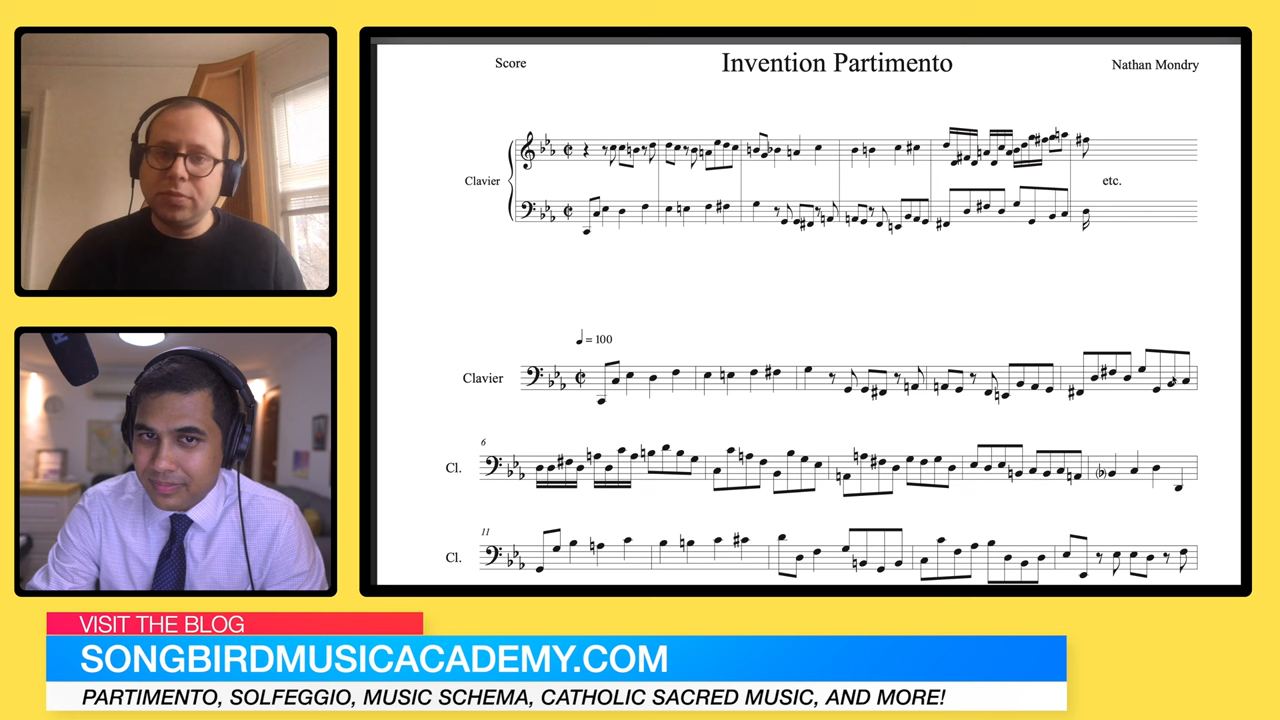 Score
Invention Partimento
Nathan Mondry
Clavier
etc.
= 100
Clavier
6
Cl.
11
Cl.
VISIT THE BLOG
SONGBIRDMUSICACADEMY.COM
PARTIMENTO, SOLFEGGIO, MUSIC SCHEMA, CATHOLIC SACRED MUSIC, AND MORE!